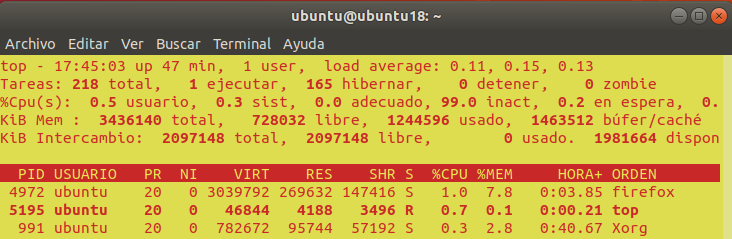 ubuntu@ubuntu18: ~
Archivo Editar Ver Buscar Terminal Ayuda
top - 17:45:03 up 47 min, 1 user, load average: 0.11, 0.15, 0.13
Tareas: 218 total, 1 ejecutar, 165 hibernar, 0 detener, 0 zombie
%Cpu(s): 0.5 usuario, 0.3 sist, 0.0 adecuado, 99.0 inact, 0.2 en espera, 0.
KiB Mem : 3436140 total, 728032 libre, 1244596 usado, 1463512 búfer/caché
KiB Intercambio: 2097148 total, 2097148 libre, 0 usado. 1981664 dispon
PID USUARIO PR NI VIRT RES SHR S %CPU %MEM HORA+ ORDEN
4972 ubuntu 20 0 3039792 269632 147416 S 1.0 7.8 0:03.85 firefox
5195 ubuntu 20 0 46844 4188 3496 R 0.7 0.1 0:00.21 top
991 ubuntu 20 0 782672 95744 57192 S 0.3 2.8 0:40.67 Xorg